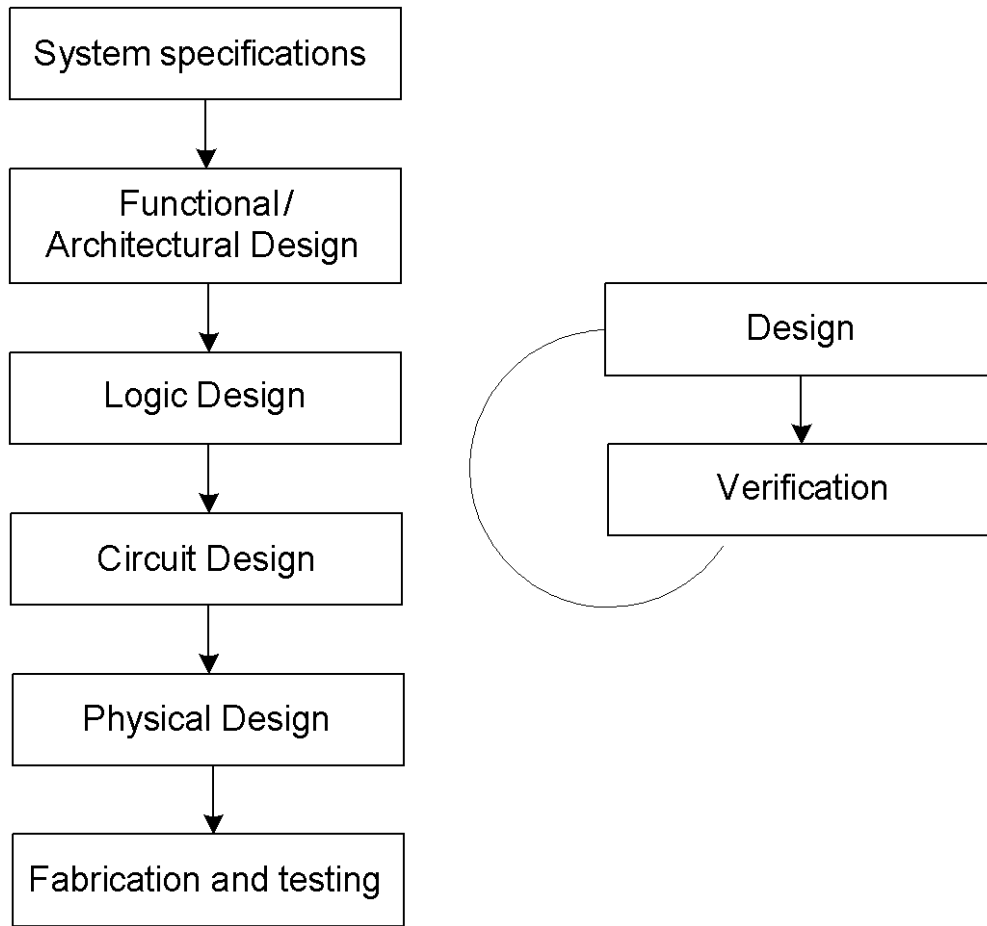 System specifications
Functional/
Architectural Design
Logic Design
Circuit Design
Physical Design
Fabrication and testing
Design
Verification